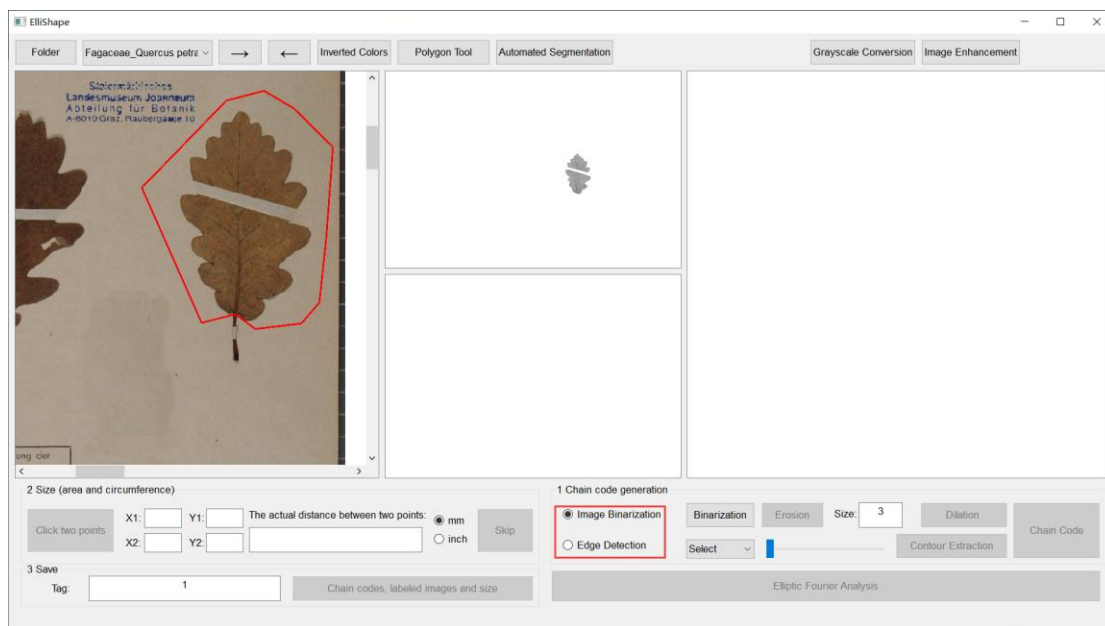 ElliShape
Folder Fagaceae_Quercus petra → ← Inverted Colors Polygon Tool Automated Segmentation Grayscale Conversion Image Enhancement
Landesmuseum Joanneum
Abteilung für Botanik
A-8010 Graz, Raubergasse 10
ung der
2 Size (area and circumference)
Click two points
X1: Y1:
X2: Y2:
The actual distance between two points:
mm
inch
Skip
1 Chain code generation
Image Binarization
Edge Detection
Binarization Erosion Size: 3 Dilation
Select Contour Extraction
Chain Code
3 Save
Tag: 1 Chain codes, labeled images and size
Elliptic Fourier Analysis